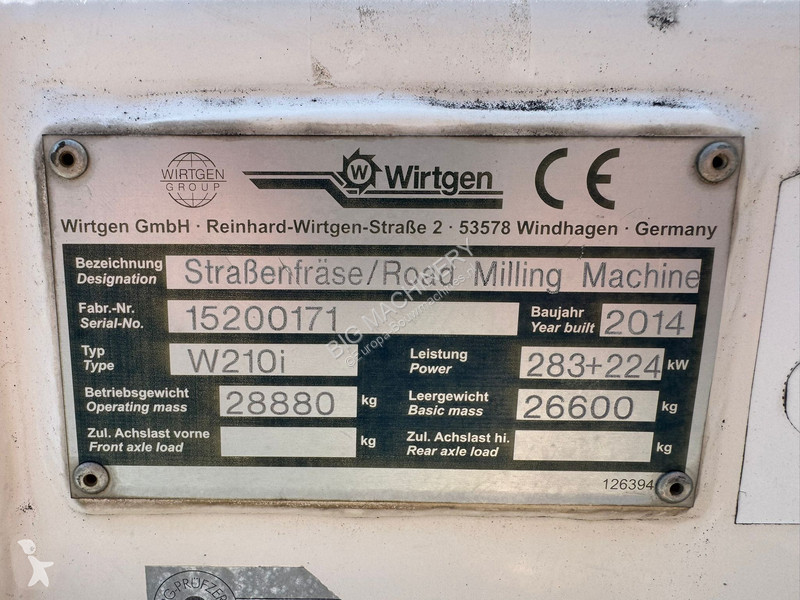 WIRTGEN
GROUP
W Wirtgen CE
Wirtgen GmbH · Reinhard-Wirtgen-Straße 2 · 53578 Windhagen · Germany
Bezeichnung
Designation
Straßenfräse/Road Milling Machine
Fabr.-Nr.
Serial-No.
15200171
Baujahr
Year built
2014
Typ
Type
W210i
Leistung
Power
283+224 kW
Betriebsgewicht
Operating mass
28880 kg
Leergewicht
Basic mass
26600 kg
Zul. Achslast vorne
Front axle load
kg
Zul. Achslast hi.
Rear axle load
kg
126394
BIG MACHINERY